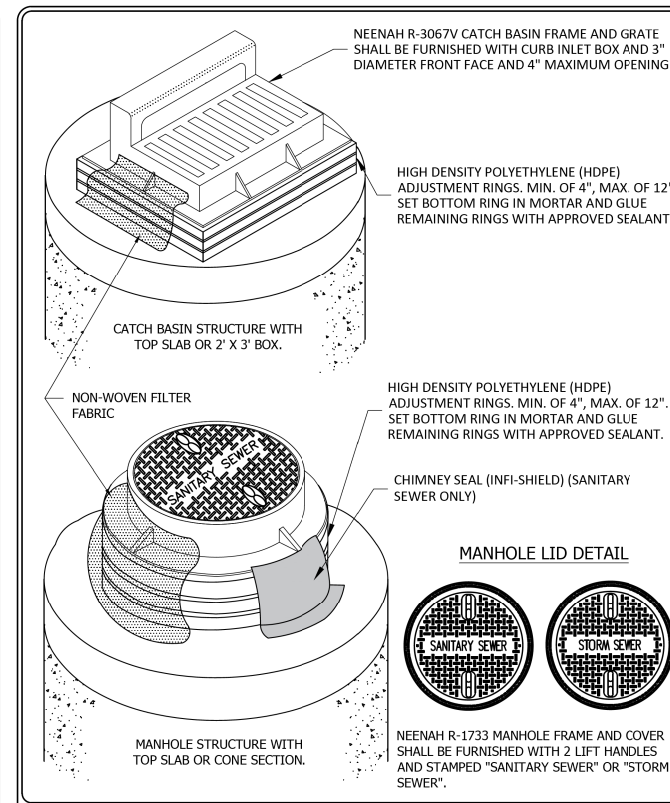 NEENAH R-3067V CATCH BASIN FRAME AND GRATE
SHALL BE FURNISHED WITH CURB INLET BOX AND 3"
DIAMETER FRONT FACE AND 4" MAXIMUM OPENING
HIGH DENSITY POLYETHYLENE (HDPE)
ADJUSTMENT RINGS. MIN. OF 4", MAX. OF 12"
SET BOTTOM RING IN MORTAR AND GLUE
REMAINING RINGS WITH APPROVED SEALANT
CATCH BASIN STRUCTURE WITH
TOP SLAB OR 2' X 3' BOX.
NON-WOVEN FILTER
FABRIC
HIGH DENSITY POLYETHYLENE (HDPE)
ADJUSTMENT RINGS. MIN. OF 4", MAX. OF 12".
SET BOTTOM RING IN MORTAR AND GLUE
REMAINING RINGS WITH APPROVED SEALANT.
SANITARY SEWER
CHIMNEY SEAL (INFI-SHIELD) (SANITARY
SEWER ONLY)
MANHOLE LID DETAIL
SANITARY SEWER
STORM SEWER
MANHOLE STRUCTURE WITH
TOP SLAB OR CONE SECTION.
NEENAH R-1733 MANHOLE FRAME AND COVER
SHALL BE FURNISHED WITH 2 LIFT HANDLES
AND STAMPED "SANITARY SEWER" OR "STORM
SEWER".